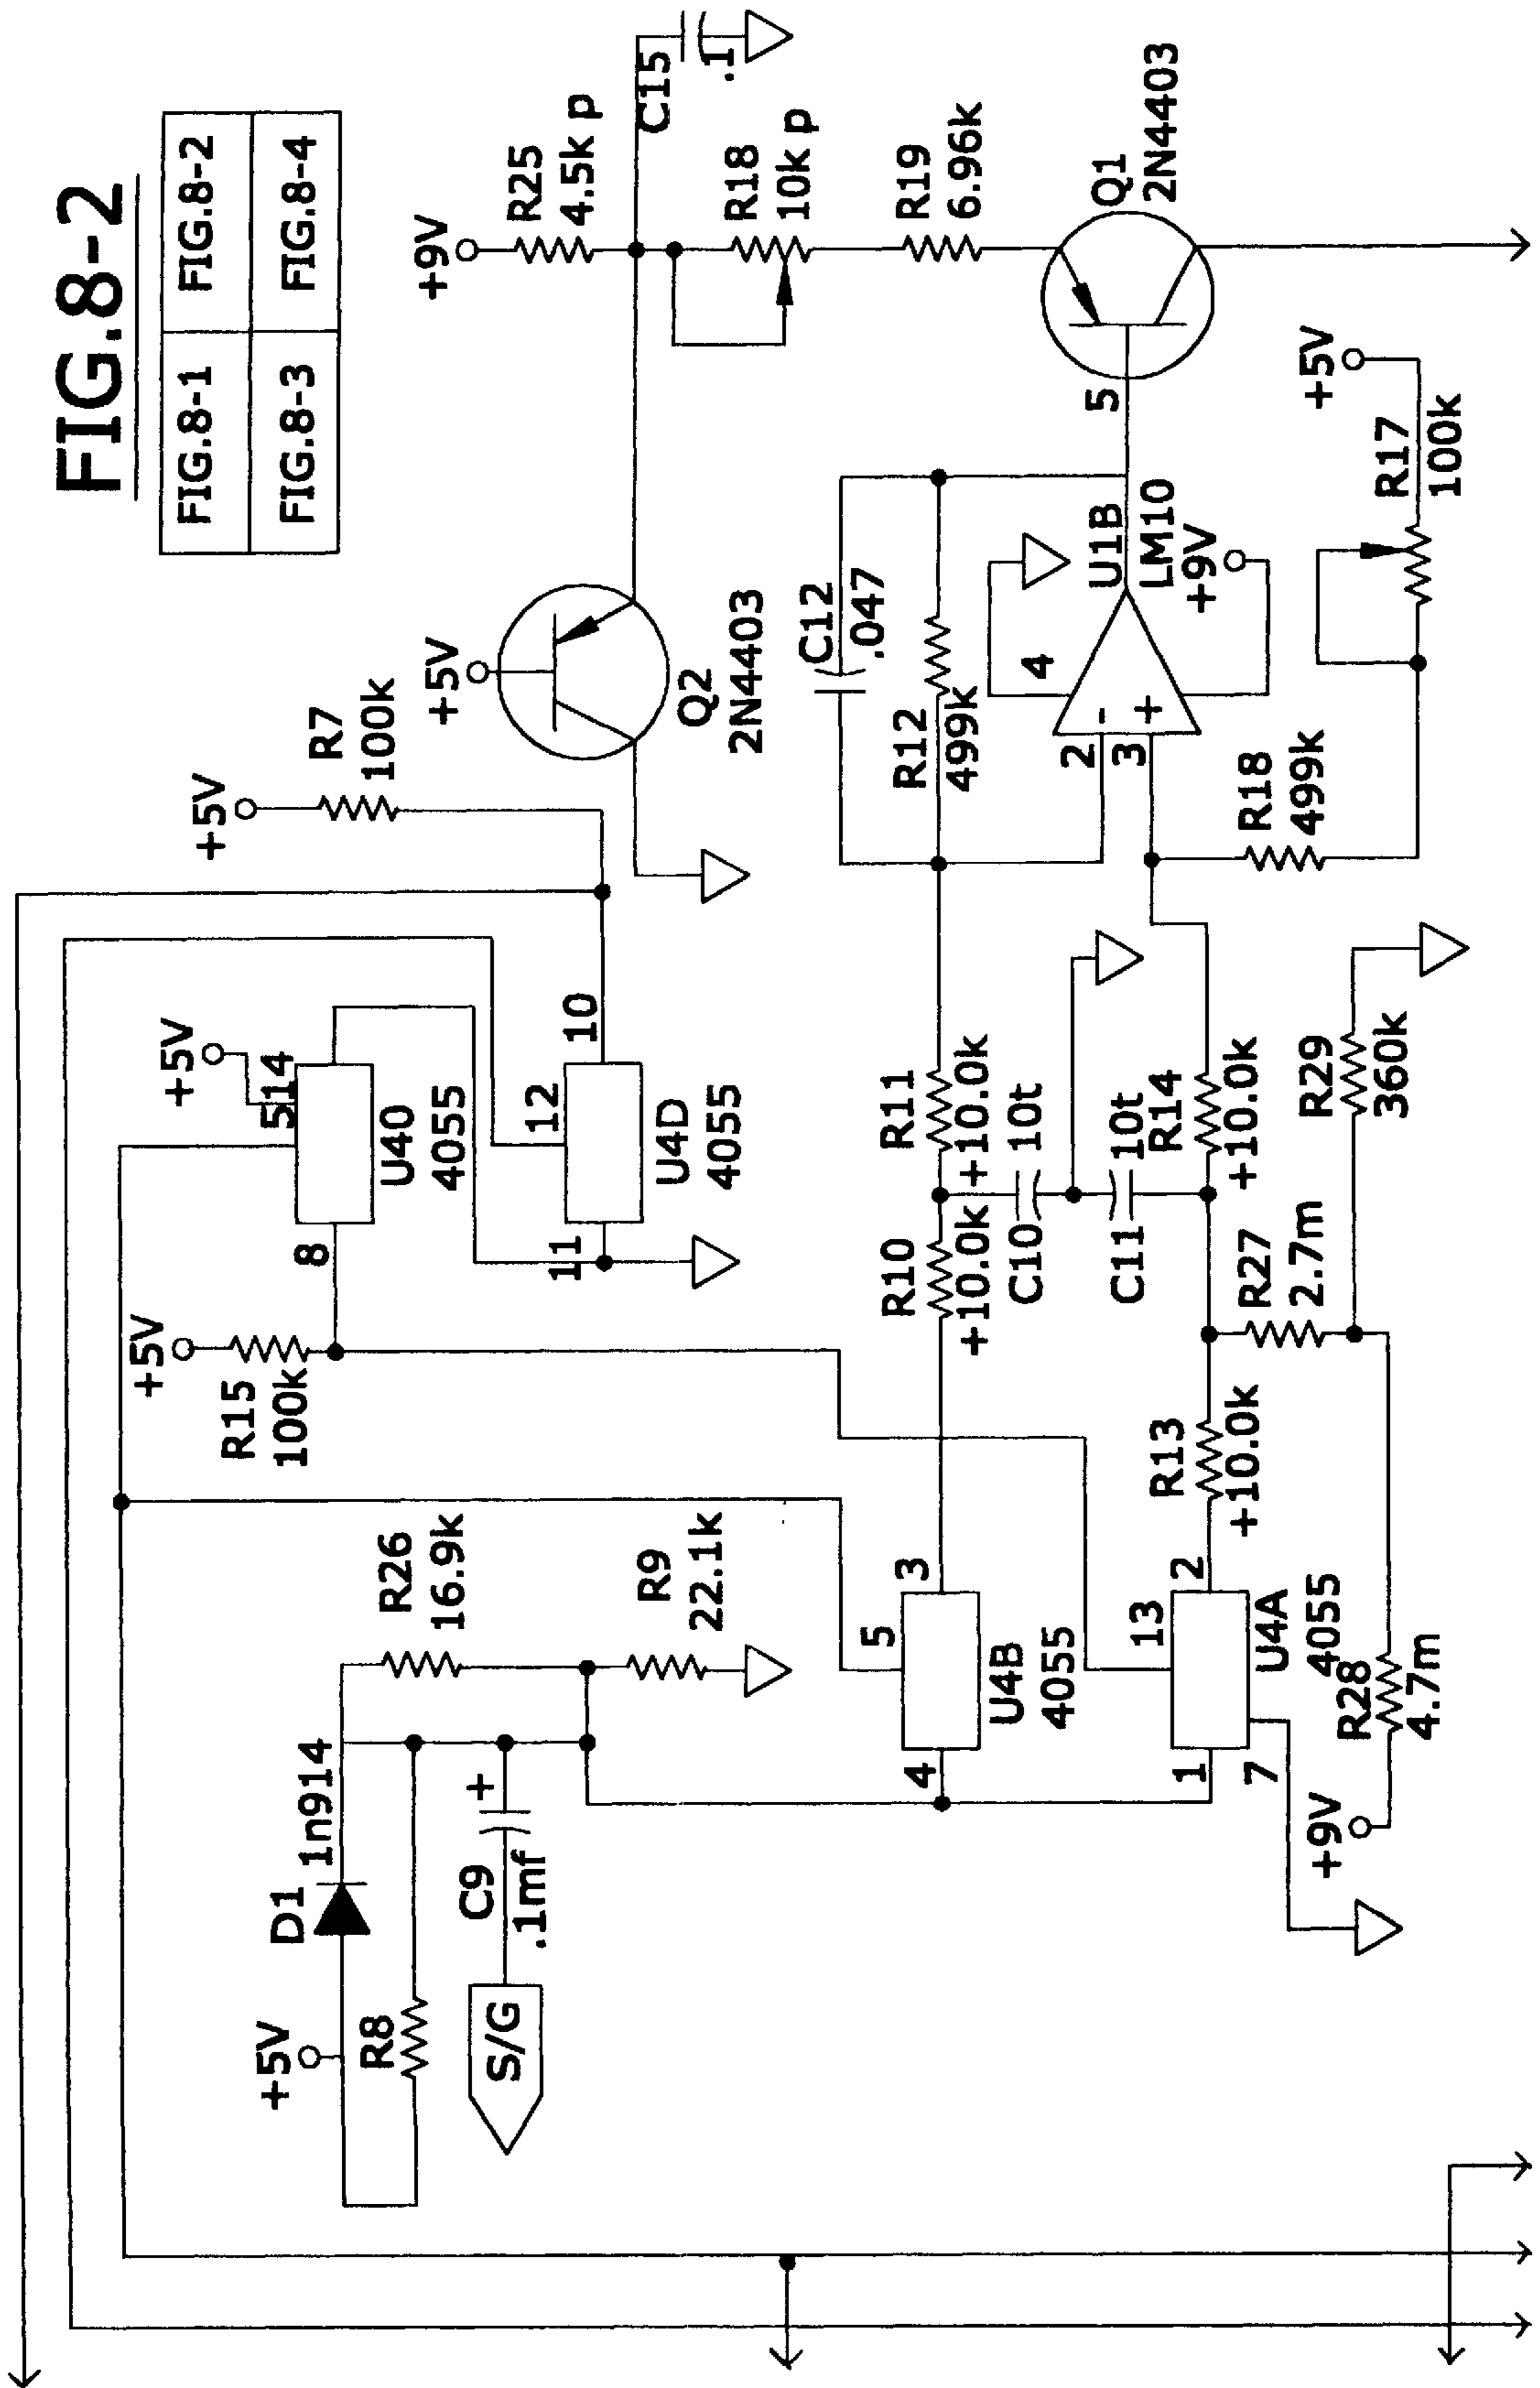 FIG.8-2
FIG.8-1 FIG.8-2
FIG.8-3 FIG.8-4
+9V
R25
4.5k p
C15
.1
R18
10k p
R19
6.96k
Q1
2N4403
5
+5V
Q2
2N4403
+5V
R7
100k
+5V
514
U40
4055
8
12
10
11
U4D
4055
+5V
R15
100k
C12
.047
R12
499k
4
2
3
-
+
U1B
LM10
+9V
+5V
R17
100k
R18
499k
R11
+10.0k
R10
+10.0k
C10
10t
C11
10t
R14
+10.0k
R13
+10.0k
R27
2.7m
R29
360k
R28
4.7m
+9V
R26
16.9k
R9
22.1k
5
3
4
U4B
4055
13
2
1
7
U4A
4055
D1
1n914
+5V
R8
C9
+
.1mf
S/G